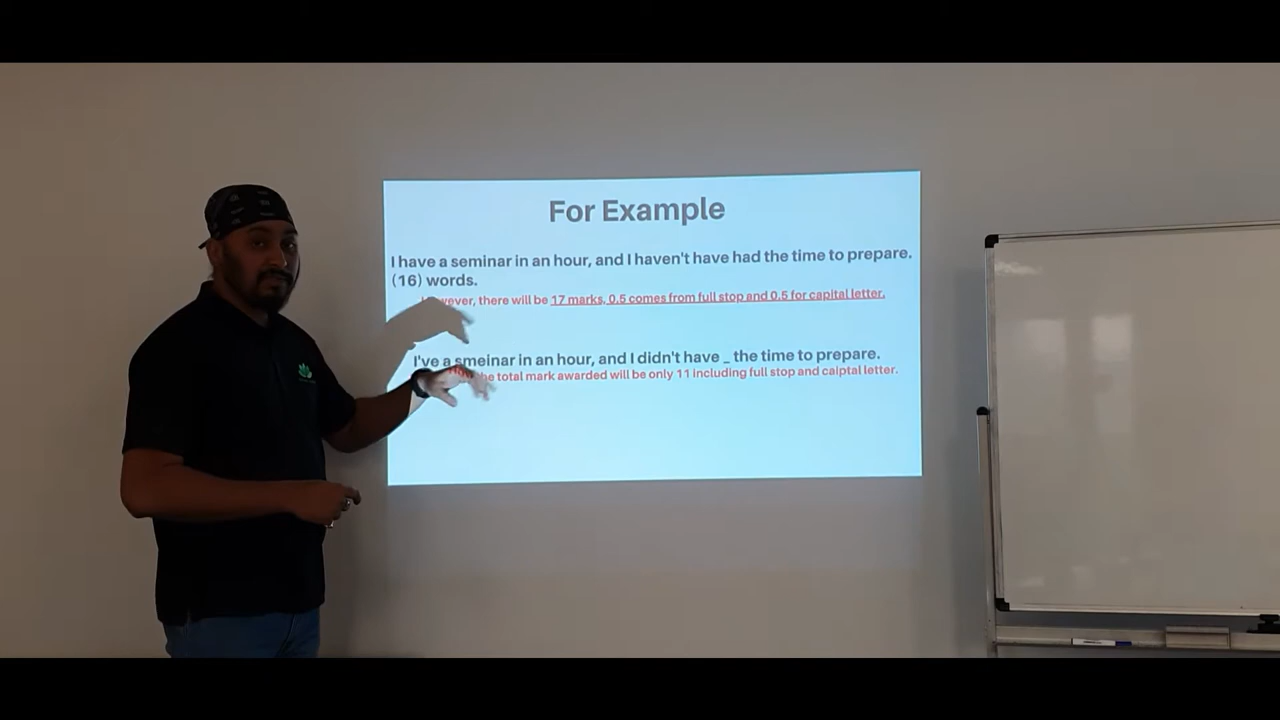 For Example
I have a seminar in an hour, and I haven't have had the time to prepare.
(16) words.
However, there will be 17 marks, 0.5 comes from full stop and 0.5 for capital letter.
I've a smeinar in an hour, and I didn't have _ the time to prepare.
the total mark awarded will be only 11 including full stop and caiptal letter.